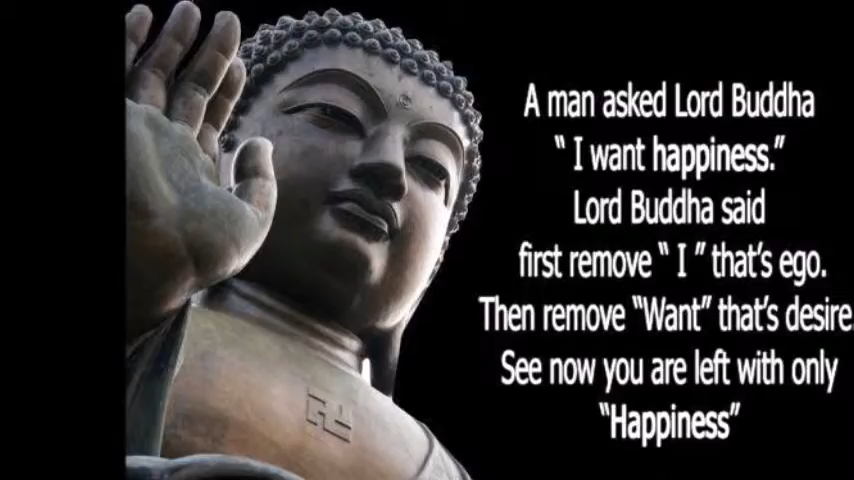 A man asked Lord Buddha
" I want happiness."
Lord Buddha said
first remove " I " that's ego.
Then remove "Want" that's desire.
See now you are left with only
"Happiness"